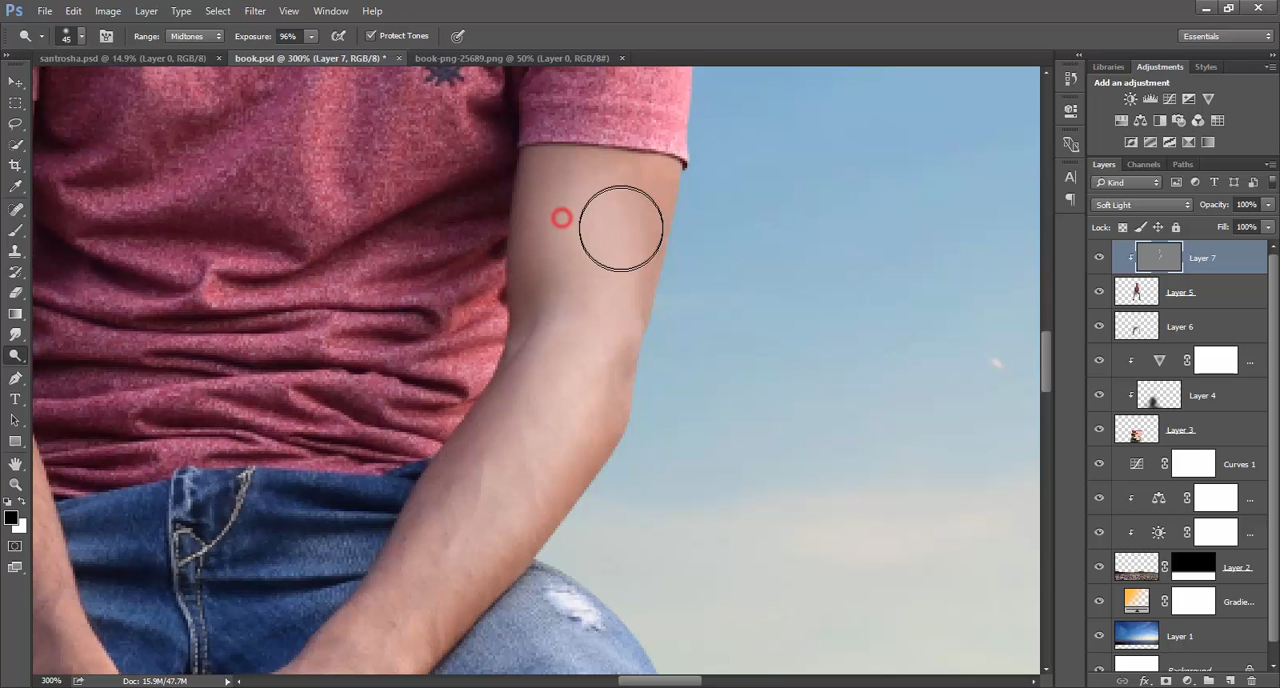 Ps File Edit Image Layer Type Select Filter View Window Help
45 Range: Midtones Exposure: 96% Protect Tones Essentials
santrosha.psd @ 14.9% (Layer 0, RGB/8) × book.psd @ 300% (Layer 7, RGB/8) * × book-png-25689.png @ 50% (Layer 0, RGB/8#) ×
Libraries Adjustments Styles
Add an adjustment
Layers Channels Paths
Kind
Soft Light Opacity: 100%
Lock: Fill: 100%
Layer 7
Layer 5
Layer 6
...
Layer 4
Layer 3
Curves 1
...
...
Layer 2
Gradie...
Layer 1
Background
300% Doc: 15.9M/47.7M